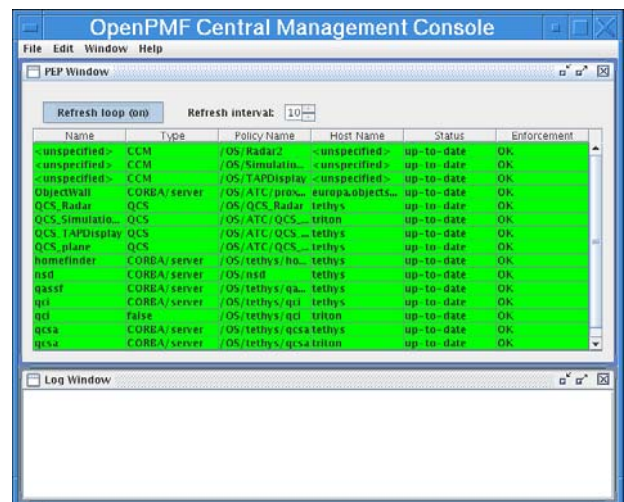 OpenPMF Central Management Console
File Edit Window Help
PEP Window
Refresh loop (on) Refresh interval: 10
Name Type Policy Name Host Name Status Enforcement
<unspecified> CCM /OS/Radar2 <unspecified> up-to-date OK
<unspecified> CCM /OS/Simulatio... <unspecified> up-to-date OK
<unspecified> CCM /OS/TAPDisplay <unspecified> up-to-date OK
ObjectWall CORBA/server /OS/ATC/prox... europa.objects... up-to-date OK
QCS_Radar QCS /OS/QCS_Radar tethys up-to-date OK
QCS_Simulatio... QCS /OS/ATC/QCS_... triton up-to-date OK
QCS_TAPDisplay QCS /OS/ATC/QCS_... tethys up-to-date OK
QCS_plane QCS /OS/ATC/QCS_... tethys up-to-date OK
homefinder CORBA/server /OS/tethys/ho... tethys up-to-date OK
nsd CORBA/server /OS/nsd tethys up-to-date OK
qassf CORBA/server /OS/tethys/qa... tethys up-to-date OK
qci CORBA/server /OS/tethys/qci tethys up-to-date OK
qci false /OS/tethys/qci triton up-to-date OK
qcsa CORBA/server /OS/tethys/qcsa tethys up-to-date OK
qcsa CORBA/server /OS/tethys/qcsa triton up-to-date OK
Log Window